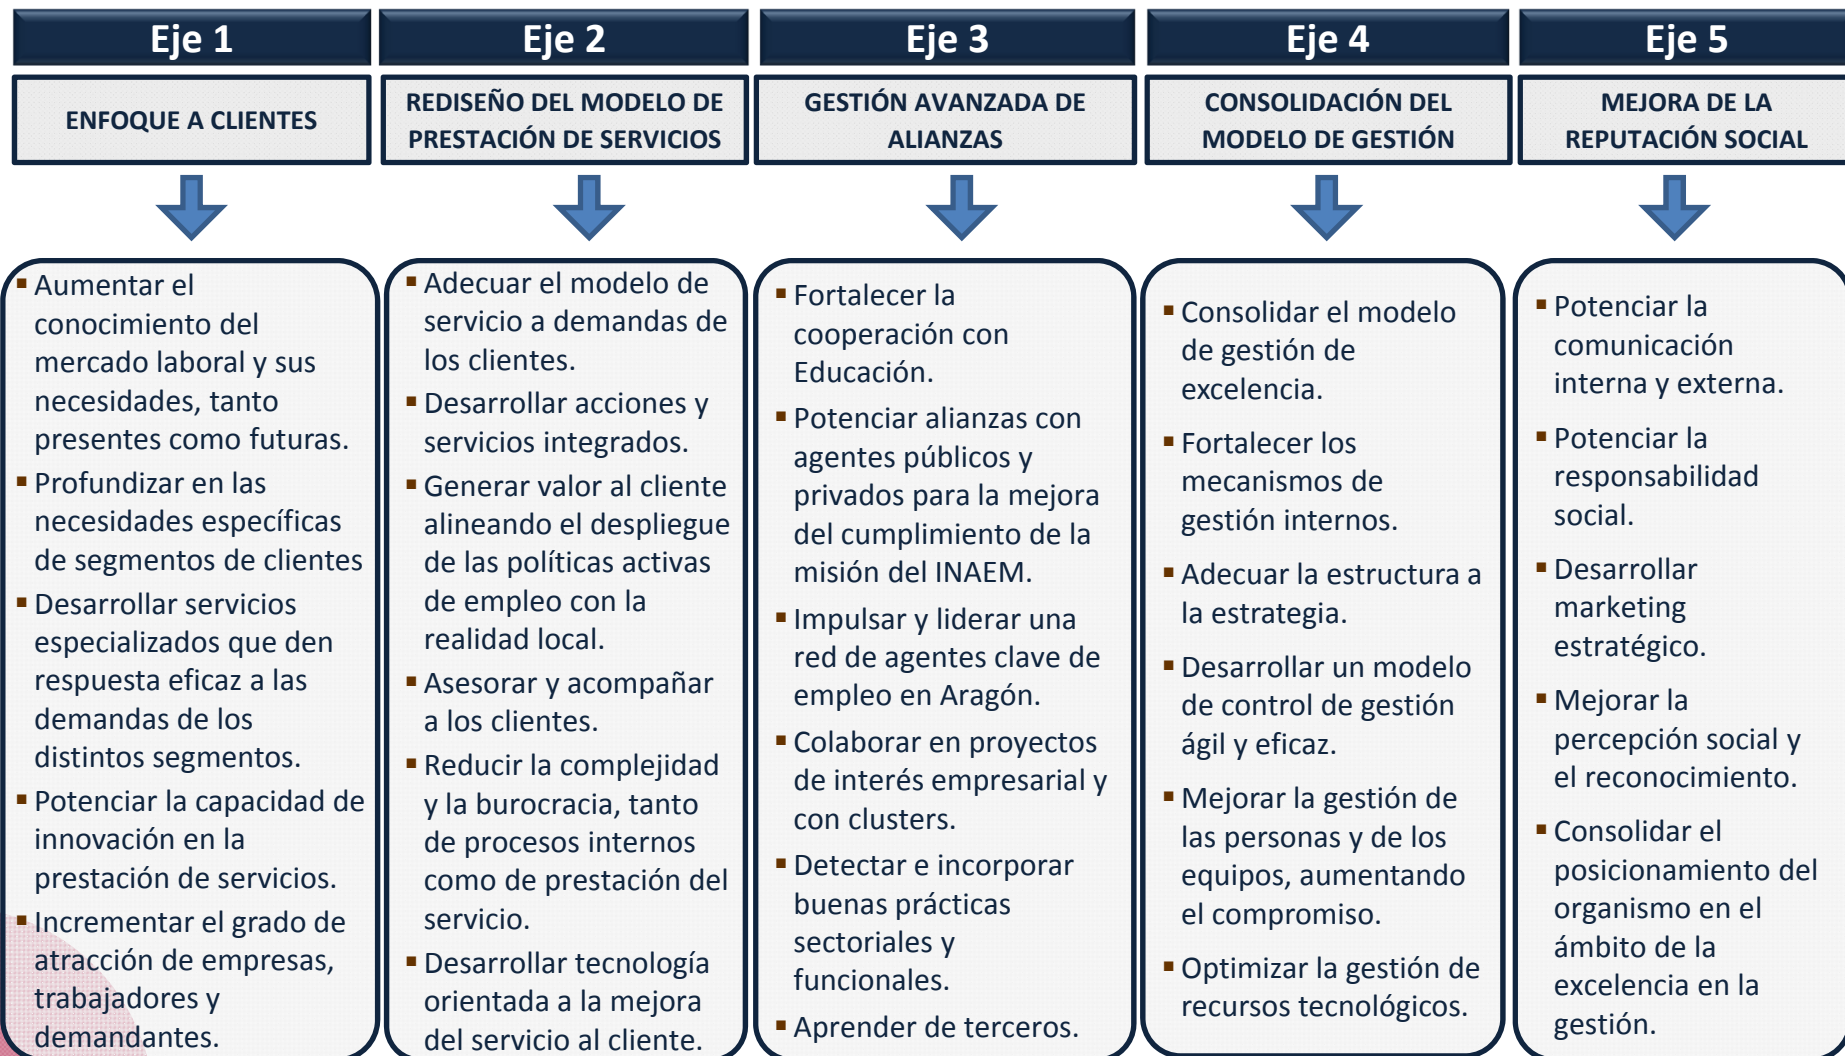 Eje 1
ENFOQUE A CLIENTES
Aumentar el
conocimiento del
mercado laboral y sus
necesidades, tanto
presentes como futuras.
Profundizar en las
necesidades específicas
de segmentos de clientes
Desarrollar servicios
especializados que den
respuesta eficaz a las
demandas de los
distintos segmentos.
Potenciar la capacidad de
innovación en la
prestación de servicios.
Incrementar el grado de
atracción de empresas,
trabajadores y
demandantes.
Eje 2
REDISEÑO DEL MODELO DE
PRESTACIÓN DE SERVICIOS
Adecuar el modelo de
servicio a demandas de
los clientes.
Desarrollar acciones y
servicios integrados.
Generar valor al cliente
alineando el despliegue
de las políticas activas
de empleo con la
realidad local.
Asesorar y acompañar
a los clientes.
Reducir la complejidad
y la burocracia, tanto
de procesos internos
como de prestación del
servicio.
Desarrollar tecnología
orientada a la mejora
del servicio al cliente.
Eje 3
GESTIÓN AVANZADA DE
ALIANZAS
Fortalecer la
cooperación con
Educación.
Potenciar alianzas con
agentes públicos y
privados para la mejora
del cumplimiento de la
misión del INAEM.
Impulsar y liderar una
red de agentes clave de
empleo en Aragón.
Colaborar en proyectos
de interés empresarial y
con clusters.
Detectar e incorporar
buenas prácticas
sectoriales y
funcionales.
Aprender de terceros.
Eje 4
CONSOLIDACIÓN DEL
MODELO DE GESTIÓN
Consolidar el modelo
de gestión de
excelencia.
Fortalecer los
mecanismos de
gestión internos.
Adecuar la estructura a
la estrategia.
Desarrollar un modelo
de control de gestión
ágil y eficaz.
Mejorar la gestión de
las personas y de los
equipos, aumentando
el compromiso.
Optimizar la gestión de
recursos tecnológicos.
Eje 5
MEJORA DE LA
REPUTACIÓN SOCIAL
Potenciar la
comunicación
interna y externa.
Potenciar la
responsabilidad
social.
Desarrollar
marketing
estratégico.
Mejorar la
percepción social y
el reconocimiento.
Consolidar el
posicionamiento del
organismo en el
ámbito de la
excelencia en la
gestión.